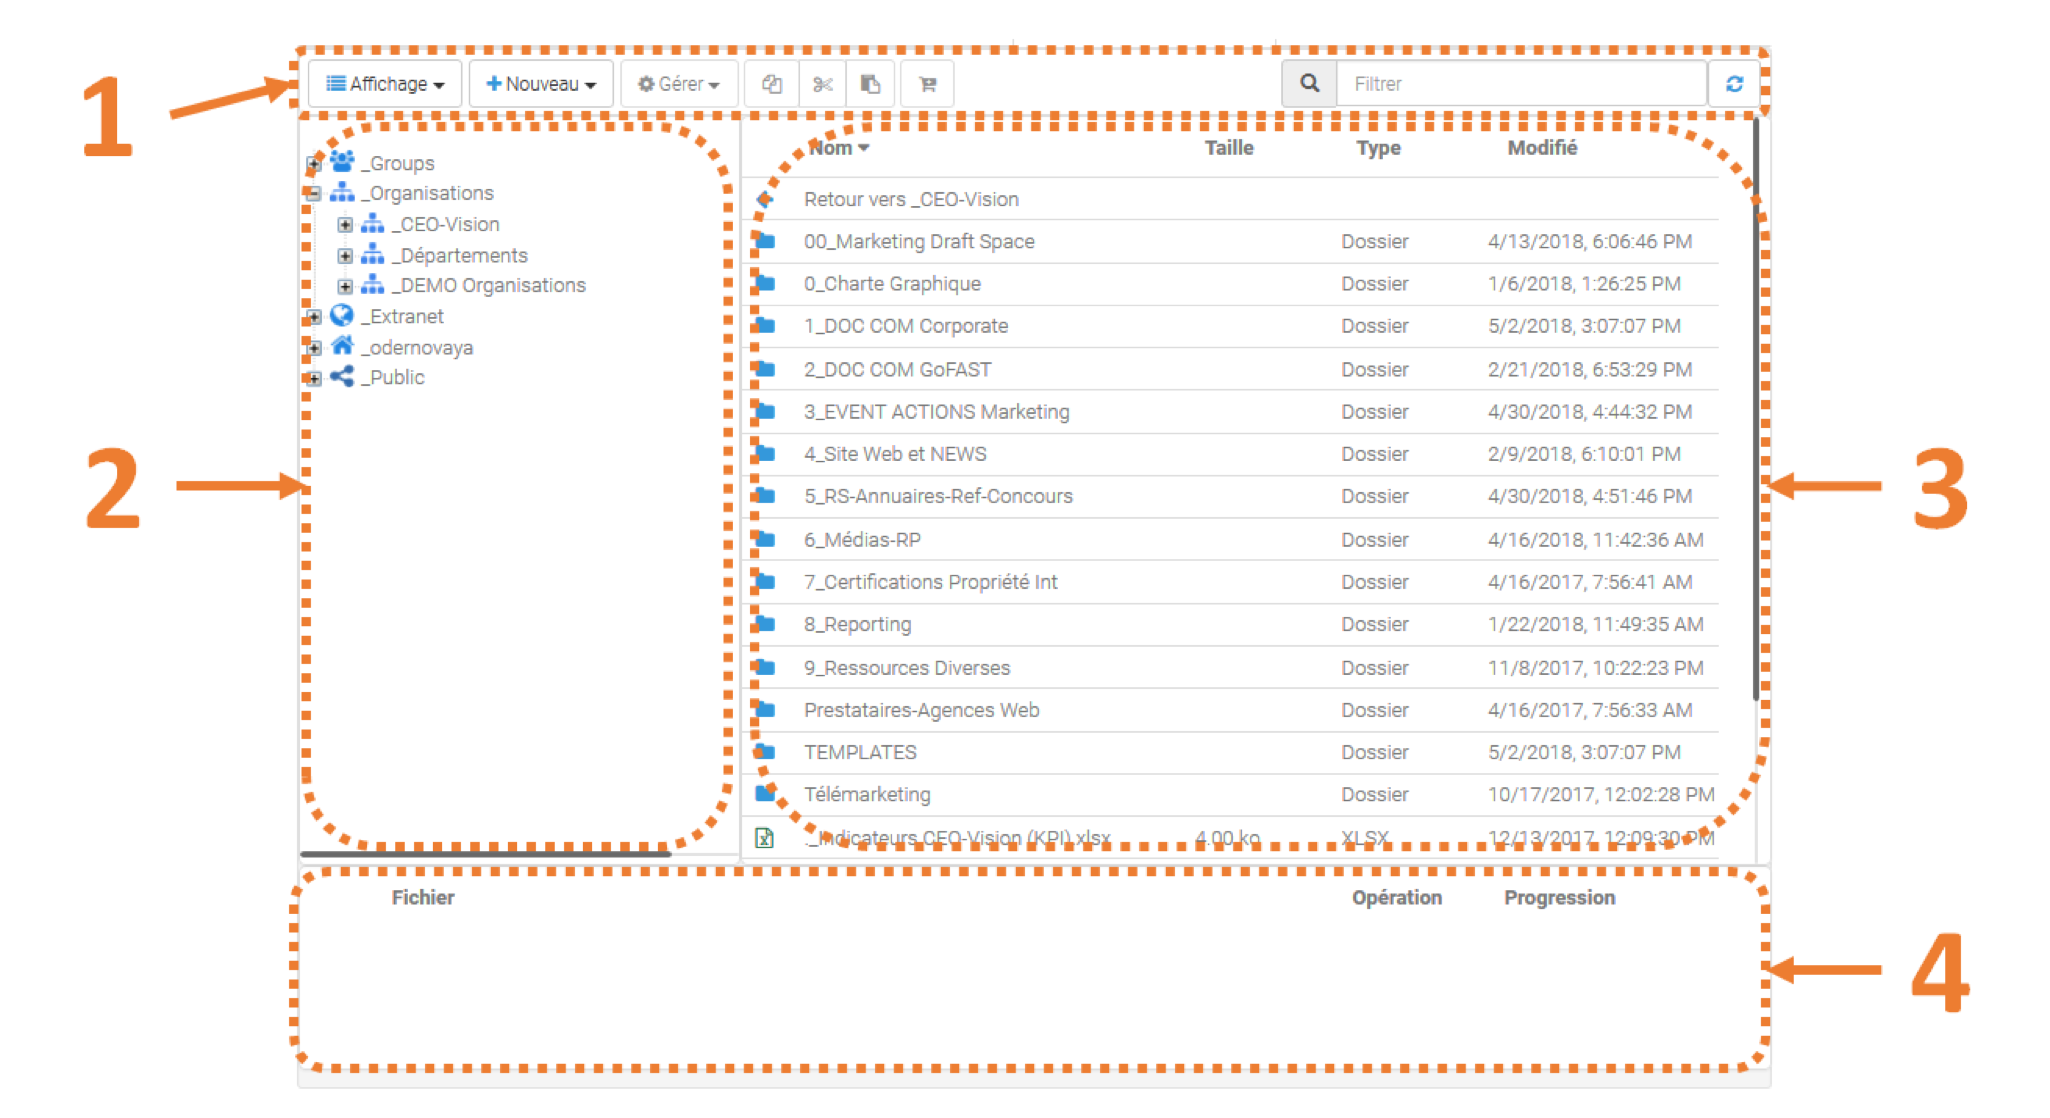 1
Affichage Nouveau Gérer Filtrer
2
_Groups
_Organisations
_CEO-Vision
_Départements
_DEMO Organisations
_Extranet
_odernovaya
_Public
3
Nom Taille Type Modifié
Retour vers _CEO-Vision
00_Marketing Draft Space Dossier 4/13/2018, 6:06:46 PM
0_Charte Graphique Dossier 1/6/2018, 1:26:25 PM
1_DOC COM Corporate Dossier 5/2/2018, 3:07:07 PM
2_DOC COM GoFAST Dossier 2/21/2018, 6:53:29 PM
3_EVENT ACTIONS Marketing Dossier 4/30/2018, 4:44:32 PM
4_Site Web et NEWS Dossier 2/9/2018, 6:10:01 PM
5_RS-Annuaires-Ref-Concours Dossier 4/30/2018, 4:51:46 PM
6_Médias-RP Dossier 4/16/2018, 11:42:36 AM
7_Certifications Propriété Int Dossier 4/16/2017, 7:56:41 AM
8_Reporting Dossier 1/22/2018, 11:49:35 AM
9_Ressources Diverses Dossier 11/8/2017, 10:22:23 PM
Prestataires-Agences Web Dossier 4/16/2017, 7:56:33 AM
TEMPLATES Dossier 5/2/2018, 3:07:07 PM
Télémarketing Dossier 10/17/2017, 12:02:28 PM
._Indicateurs CEO-Vision (KPI).xlsx 4.00 ko XLSX 12/13/2017, 12:09:30 PM
4
Fichier Opération Progression